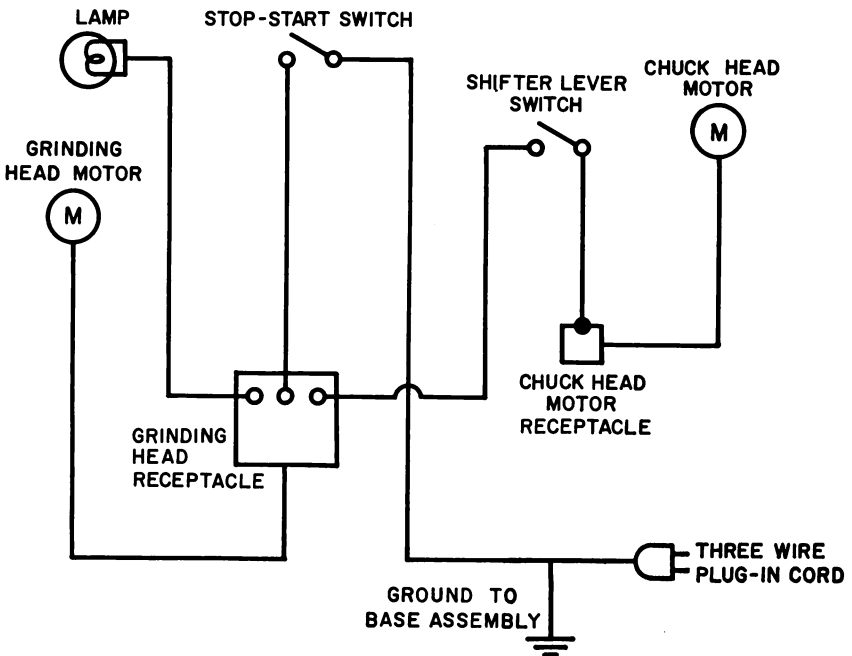 LAMP
STOP-START SWITCH
SHIFTER LEVER
SWITCH
CHUCK HEAD
MOTOR
M
GRINDING
HEAD MOTOR
M
CHUCK HEAD
MOTOR
RECEPTACLE
GRINDING
HEAD
RECEPTACLE
THREE WIRE
PLUG-IN CORD
GROUND TO
BASE ASSEMBLY